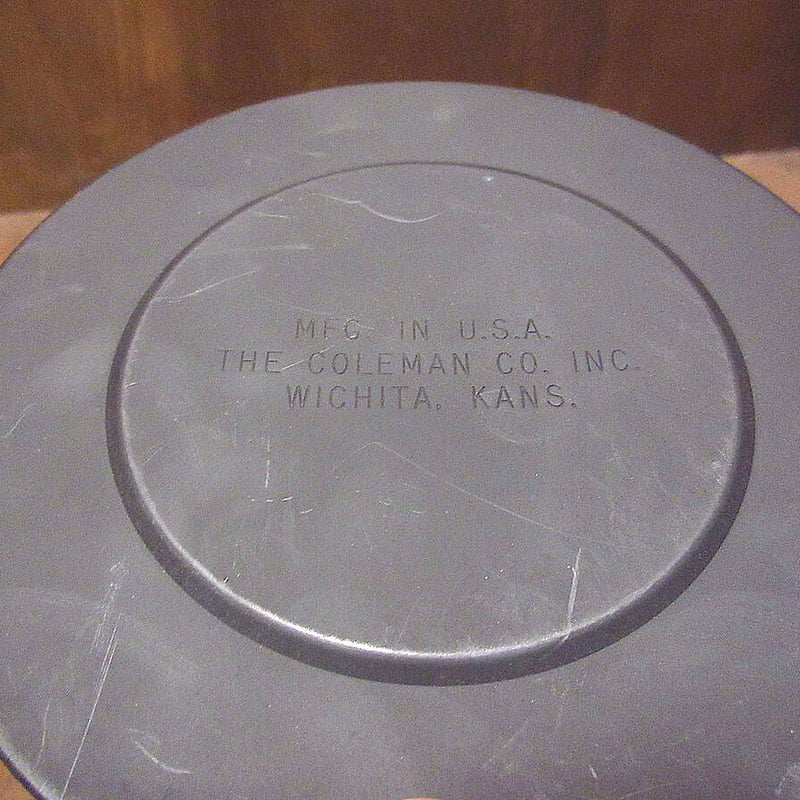 MFG. IN U.S.A.
THE COLEMAN CO. INC.
WICHITA, KANS.